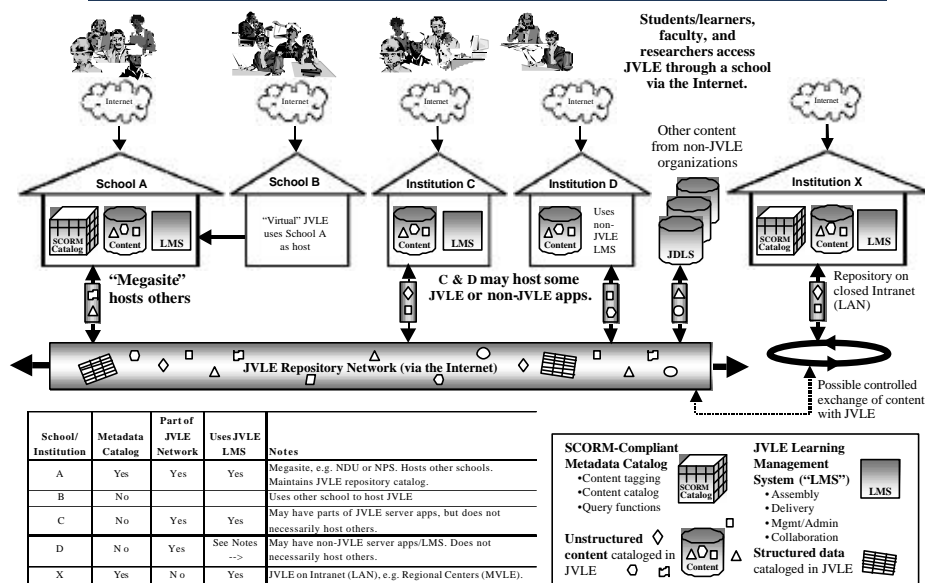 Students/learners,
faculty, and
researchers access
JVLE through a school
via the Internet.
Internet
Internet
Internet
Internet
Internet
Other content
from non-JVLE
organizations
School A
School B
Institution C
Institution D
Institution X
SCORM
Catalog
Content
LMS
"Virtual" JVLE
uses School A
as host
Content
LMS
Content
Uses
non-
JVLE
LMS
JDLS
SCORM
Catalog
Content
LMS
"Megasite"
hosts others
C & D may host some
JVLE or non-JVLE apps.
Repository on
closed Intranet
(LAN)
JVLE Repository Network (via the Internet)
Possible controlled
exchange of content
with JVLE
School/
Institution
Metadata
Catalog
Part of
JVLE
Network
Uses JVLE
LMS
Notes
A Yes Yes Yes Megasite, e.g. NDU or NPS. Hosts other schools.
Maintains JVLE repository catalog.
B No Uses other school to host JVLE
C No Yes Yes May have parts of JVLE server apps, but does not
necessarily host others.
D No Yes See Notes
-->
May have non-JVLE server apps/LMS. Does not
necessarily host others.
X Yes No Yes JVLE on Intranet (LAN), e.g. Regional Centers (MVLE).
SCORM-Compliant
Metadata Catalog
•Content tagging
•Content catalog
•Query functions
SCORM
Catalog
Unstructured
content cataloged in
JVLE
Content
JVLE Learning
Management
System ("LMS")
• Assembly
• Delivery
• Mgmt/Admin
• Collaboration
LMS
Structured data
cataloged in JVLE